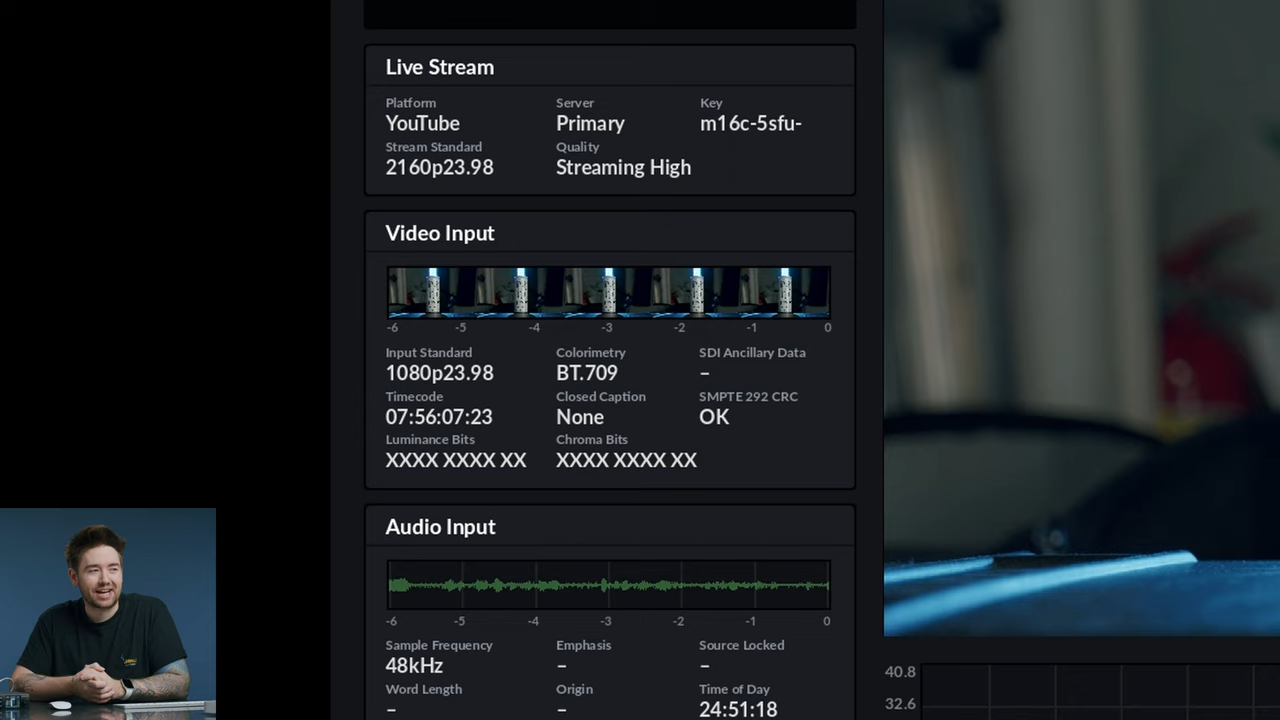 Live Stream
Platform Server Key
YouTube Primary m16c-5sfu-
Stream Standard Quality
2160p23.98 Streaming High
Video Input
-6 -5 -4 -3 -2 -1 0
Input Standard Colorimetry SDI Ancillary Data
1080p23.98 BT.709 –
Timecode Closed Caption SMPTE 292 CRC
07:56:07:23 None OK
Luminance Bits Chroma Bits
XXXX XXXX XX XXXX XXXX XX
Audio Input
-6 -5 -4 -3 -2 -1 0
Sample Frequency Emphasis Source Locked
48kHz – –
Word Length Origin Time of Day
– – 24:51:18
40.8
32.6